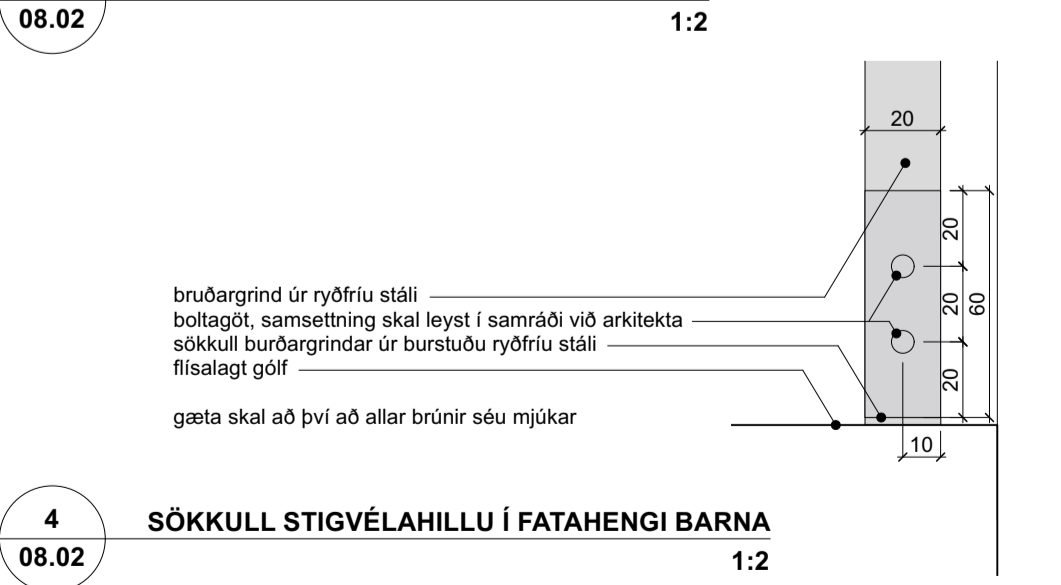 08.02
1:2
20
20
20
60
20
bruðargrind úr ryðfríu stáli
boltagöt, samsettning skal leyst í samráði við arkitekta
sökkull burðargrindar úr burstuðu ryðfríu stáli
flísalagt gólf
gæta skal að því að allar brúnir séu mjúkar
10
4
SÖKKULL STIGVÉLAHILLU Í FATAHENGI BARNA
08.02
1:2